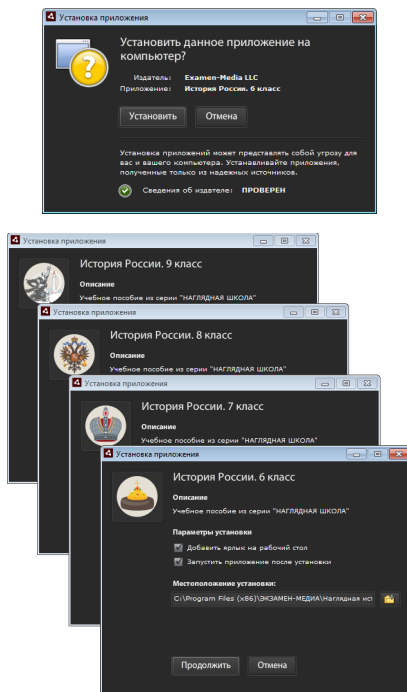 Установка приложения
Установить данное приложение на
компьютер?
Издатель: Examen-Media LLC
Приложение: История России. 6 класс
Установить Отмена
Установка приложений может представлять собой угрозу для
вас и вашего компьютера. Устанавливайте приложения,
полученные только из надежных источников.
Сведения об издателе: ПРОВЕРЕН
Установка приложения
История России. 9 класс
Описание
Учебное пособие из серии "НАГЛЯДНАЯ ШКОЛА"
Установка приложения
История России. 8 класс
Описание
Учебное пособие из серии "НАГЛЯДНАЯ ШКОЛА"
Установка приложения
История России. 7 класс
Описание
Учебное пособие из серии "НАГЛЯДНАЯ ШКОЛА"
Установка приложения
История России. 6 класс
Описание
Учебное пособие из серии "НАГЛЯДНАЯ ШКОЛА"
Параметры установки
Добавить ярлык на рабочий стол
Запустить приложение после установки
Местоположение установки:
C:\Program Files (x86)\ЭКЗАМЕН-МЕДИА\Наглядная ист
Продолжить Отмена